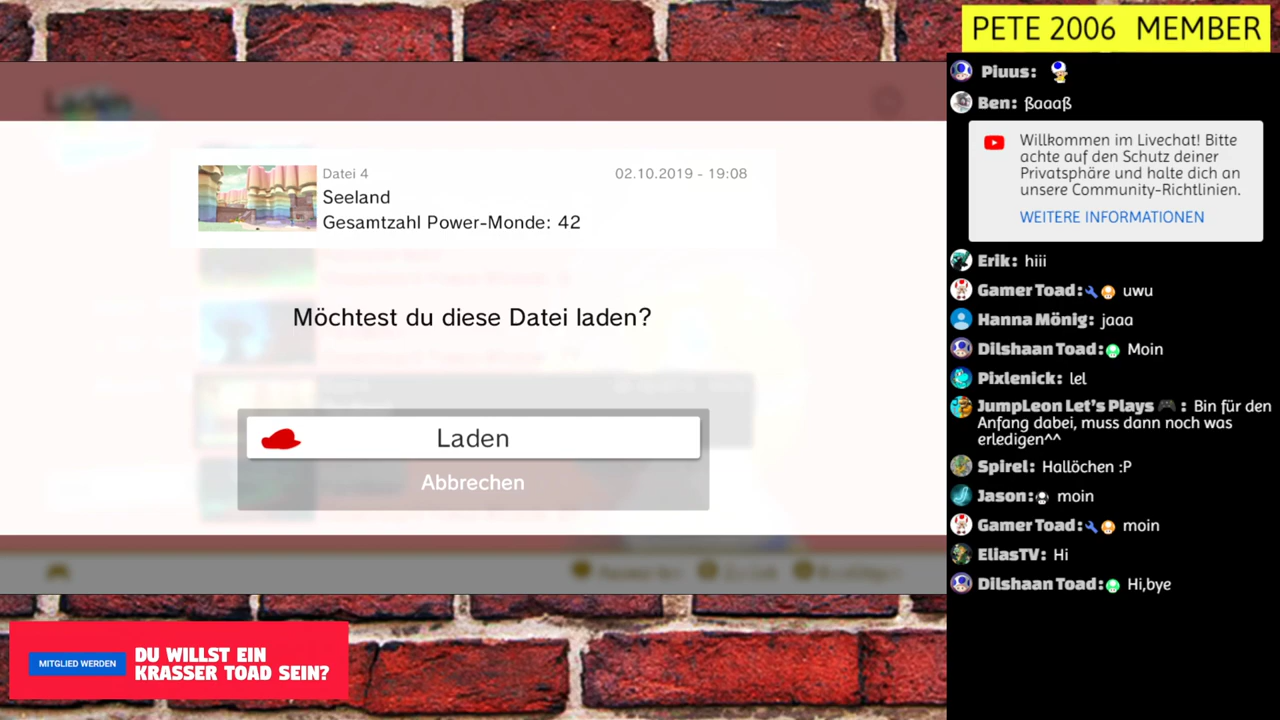 PETE 2006 MEMBER
Laden
Datei 4
02.10.2019 - 19:08
Seeland
Gesamtzahl Power-Monde: 42
Möchtest du diese Datei laden?
Laden
Abbrechen
MITGLIED WERDEN
DU WILLST EIN
KRASSER TOAD SEIN?
Piuus:
Ben: ßaaaß
Willkommen im Livechat! Bitte
achte auf den Schutz deiner
Privatsphäre und halte dich an
unsere Community-Richtlinien.
WEITERE INFORMATIONEN
Erik: hiii
Gamer Toad: uwu
Hanna Mönig: jaaa
Dilshaan Toad: Moin
Pixlenick: lel
JumpLeon Let's Plays 🎮 : Bin für den
Anfang dabei, muss dann noch was
erledigen^^
Spirel: Hallöchen :P
Jason: moin
Gamer Toad: moin
EliasTV: Hi
Dilshaan Toad: Hi,bye